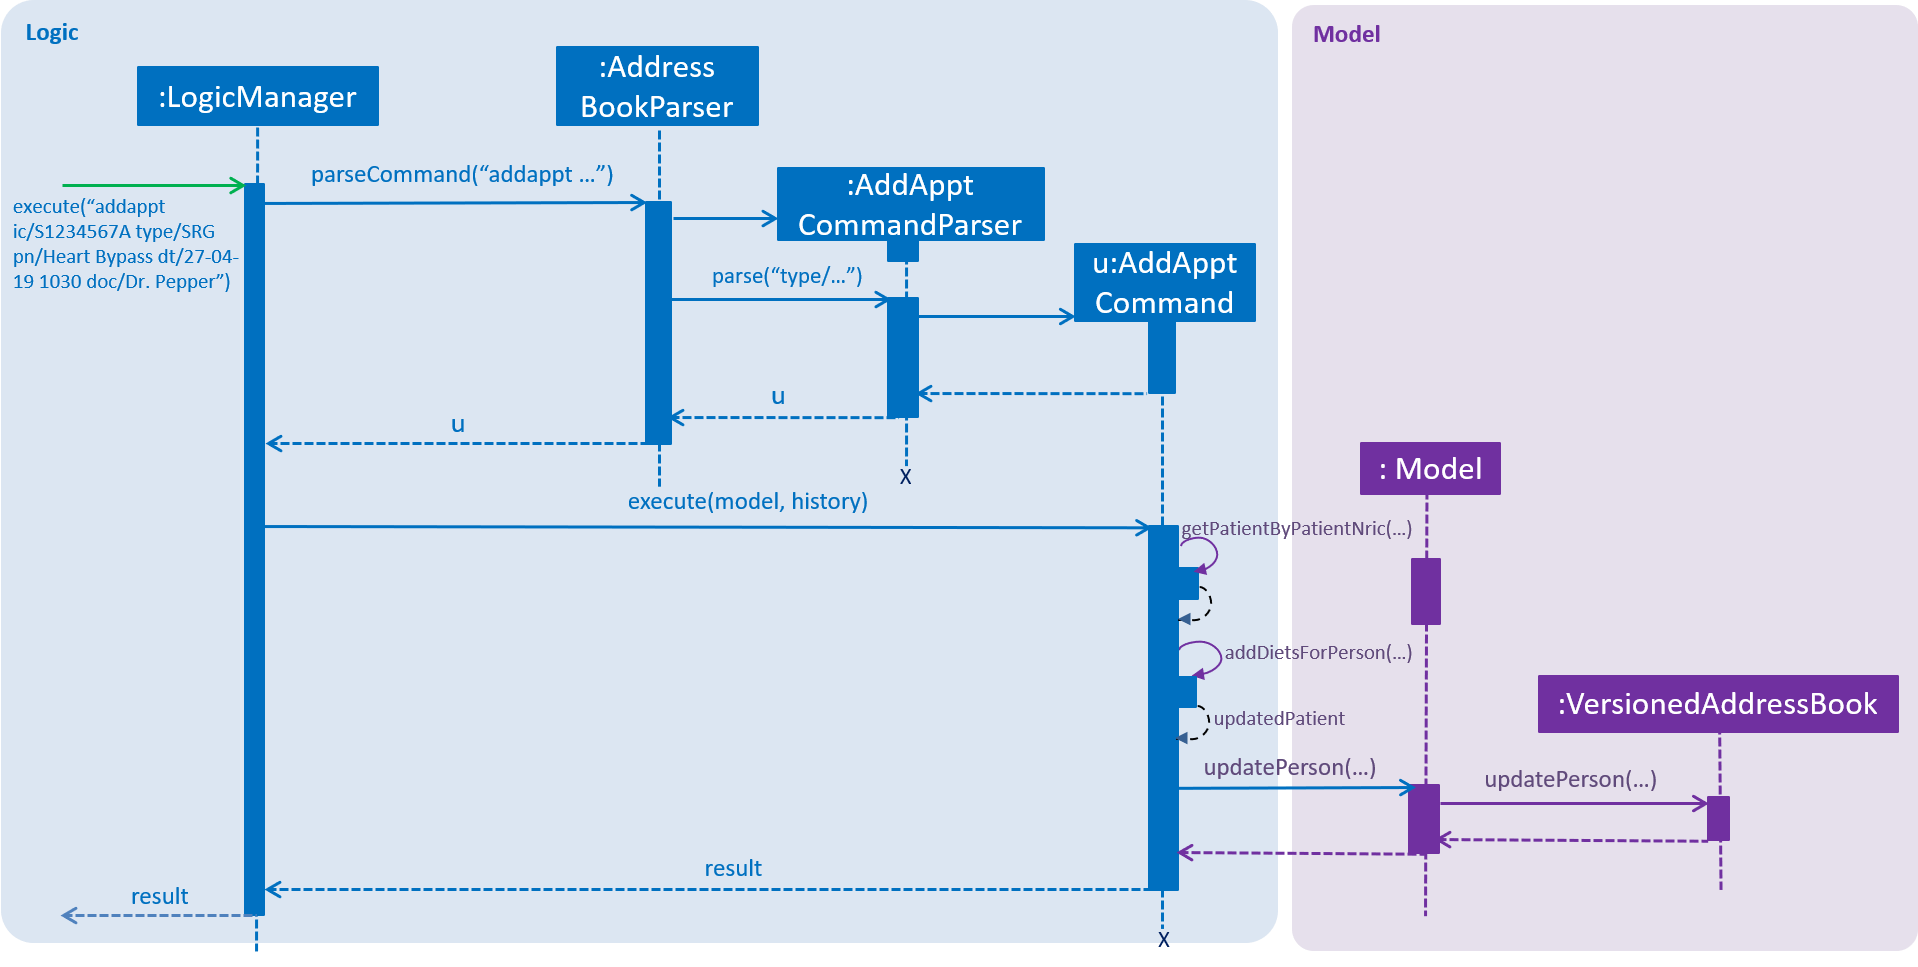 Logic
Model
:Address
BookParser
:LogicManager
parseCommand(“addappt ...”)
:AddAppt
CommandParser
execute(“addappt
ic/S1234567A type/SRG
pn/Heart Bypass dt/27-04-
19 1030 doc/Dr. Pepper”)
parse(“type/...”)
u:AddAppt
Command
u
u
X
: Model
execute(model, history)
getPatientByPatientNric(...)
addDietsForPerson(...)
updatedPatient
:VersionedAddressBook
updatePerson(...)
updatePerson(...)
result
result
X